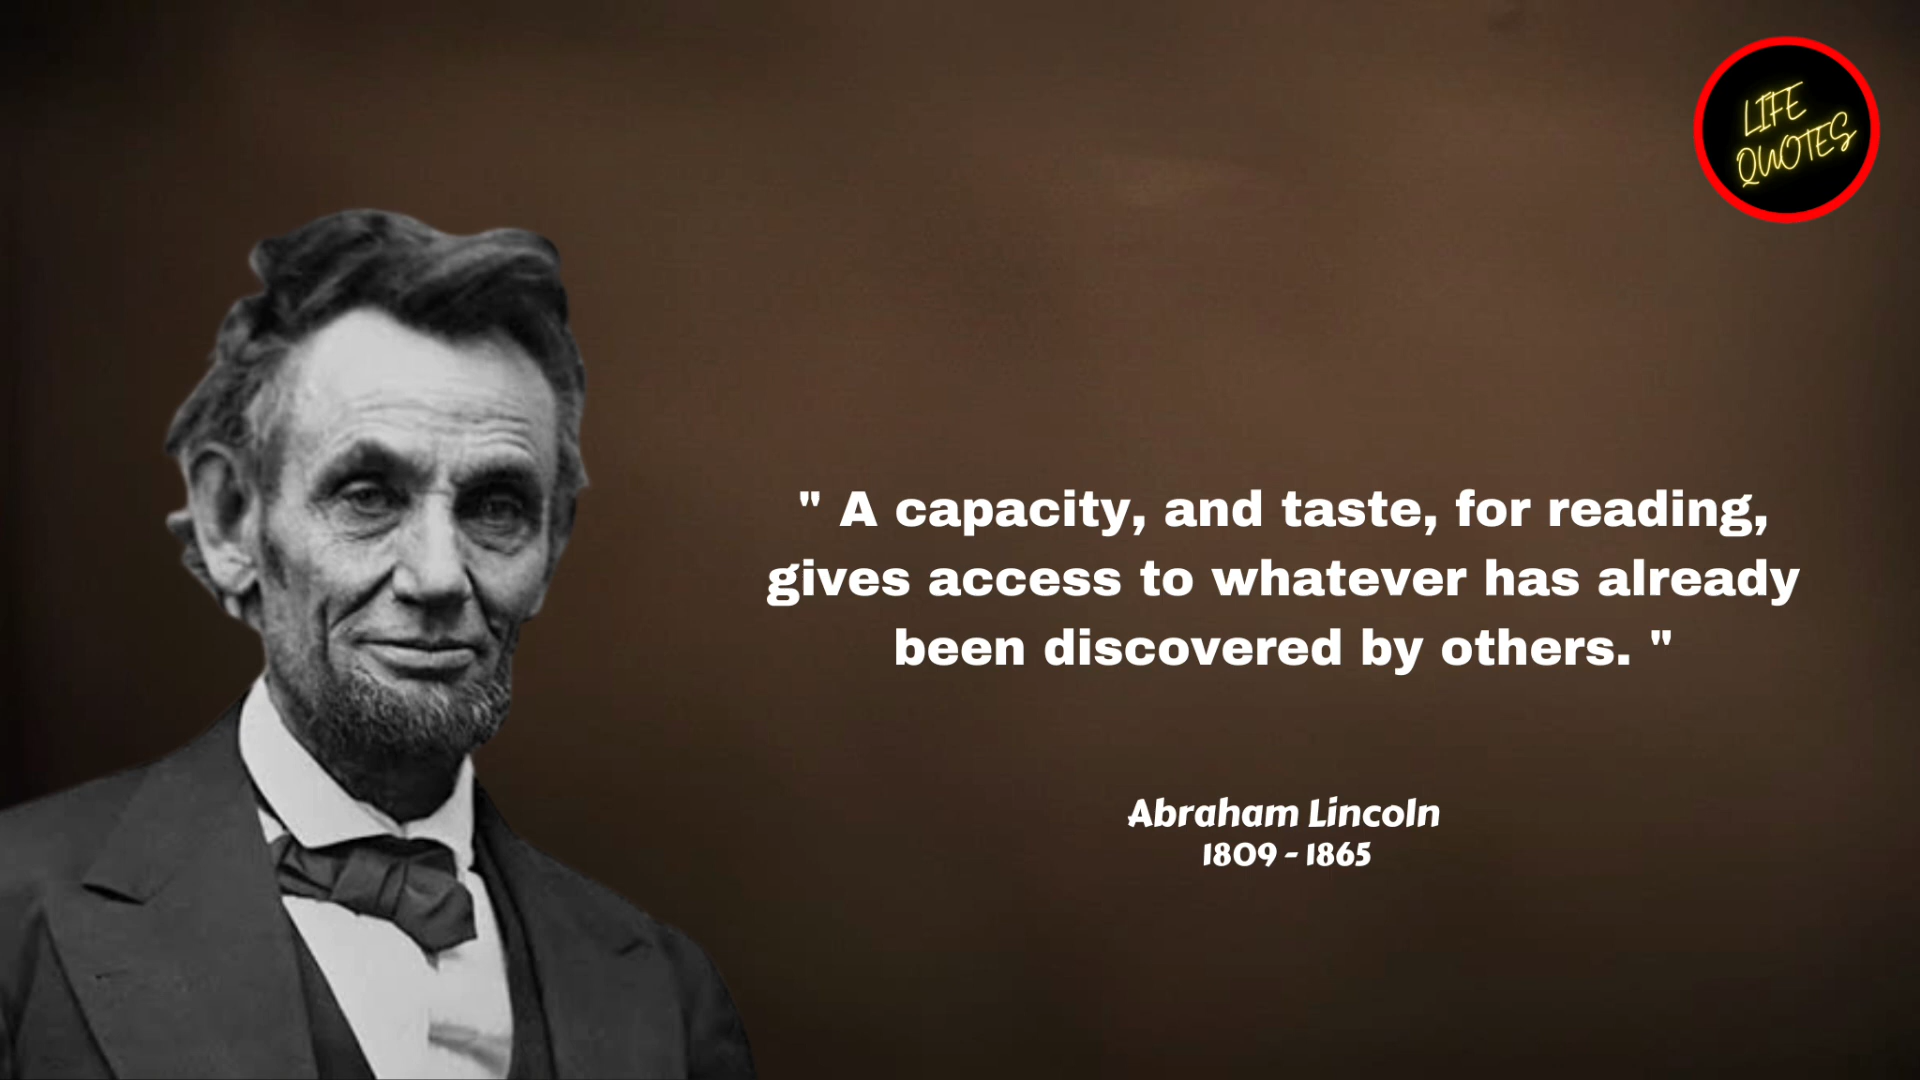 LIFE
QUOTES
" A capacity, and taste, for reading,
gives access to whatever has already
been discovered by others. "
Abraham Lincoln
1809 - 1865